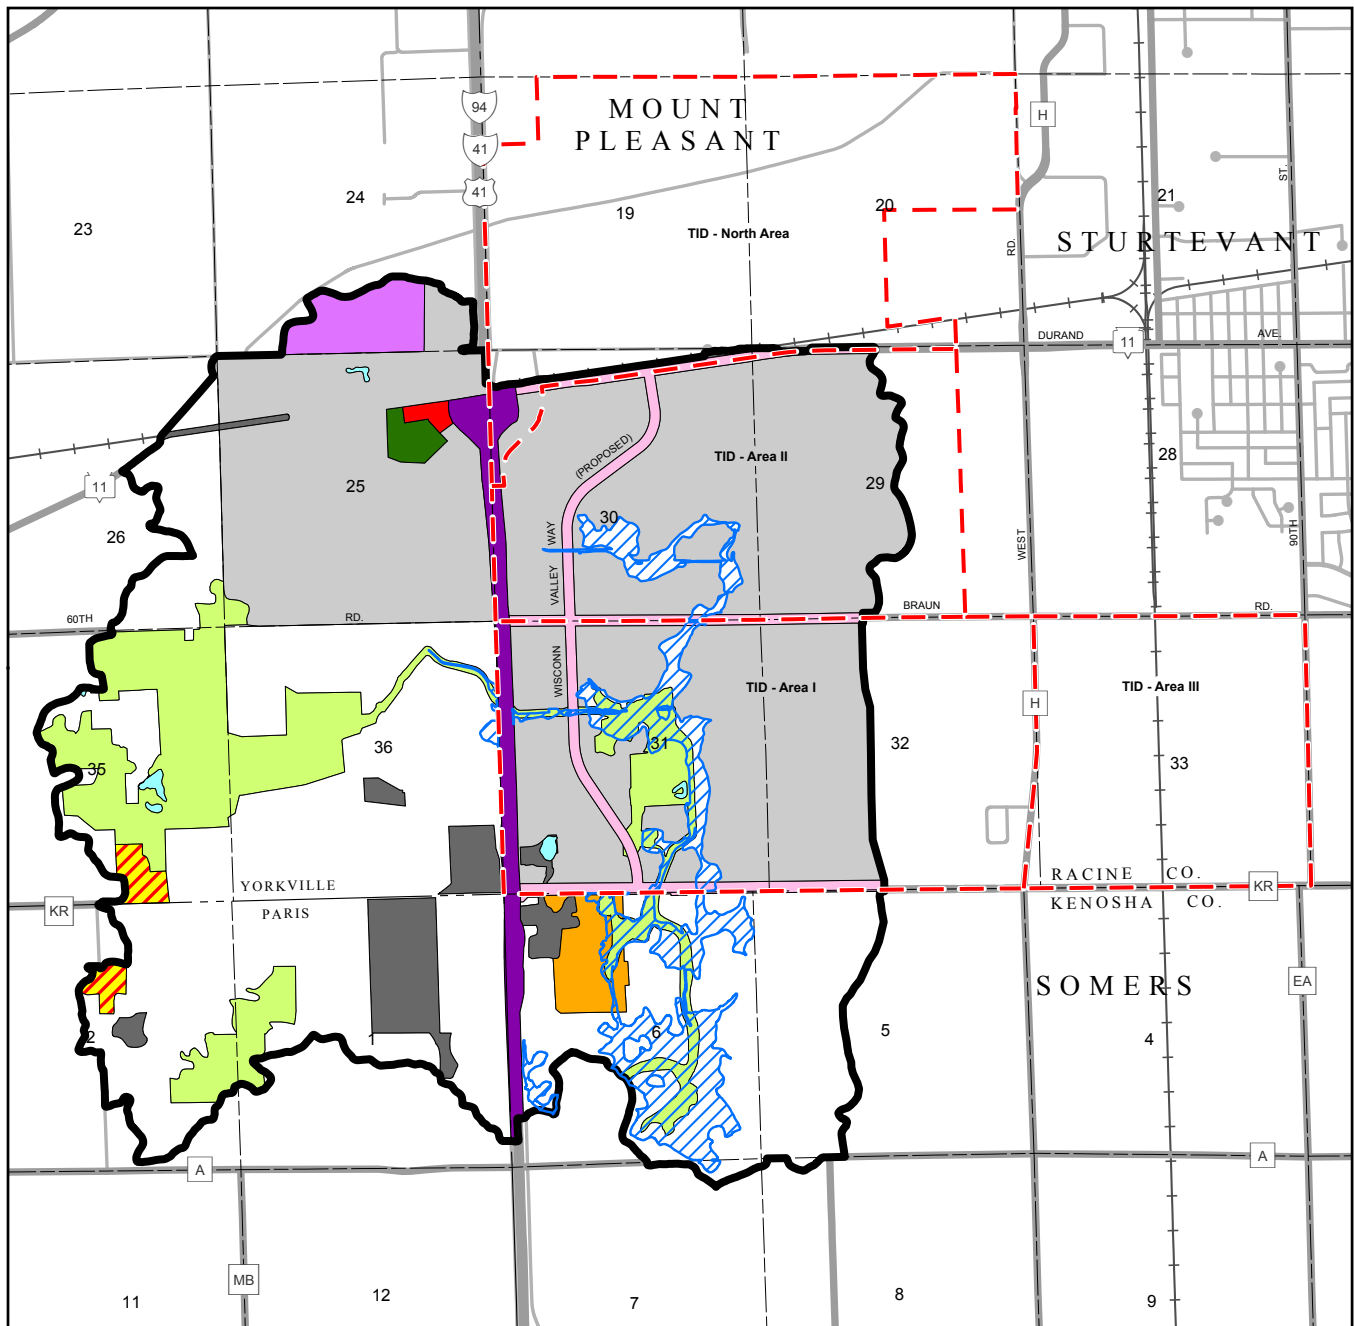 94
MOUNT
H
PLEASANT
41
ST.
41
24
21
20
19
23
TID - North Area
STURTEVANT
RD.
DURAND
AVE.
11
(PROPOSED)
TID - Area II
28
25
29
11
30
26
WAY
WEST
90TH
VALLEY
60TH
RD.
BRAUN
RD.
WISCONN
TID - Area I
TID - Area III
H
36
31
32
33
35
RACINE CO.
YORKVILLE
KR
KR
PARIS
KENOSHA CO.
SOMERS
EA
2
1
6
5
4
A
A
MB
11
12
7
8
9